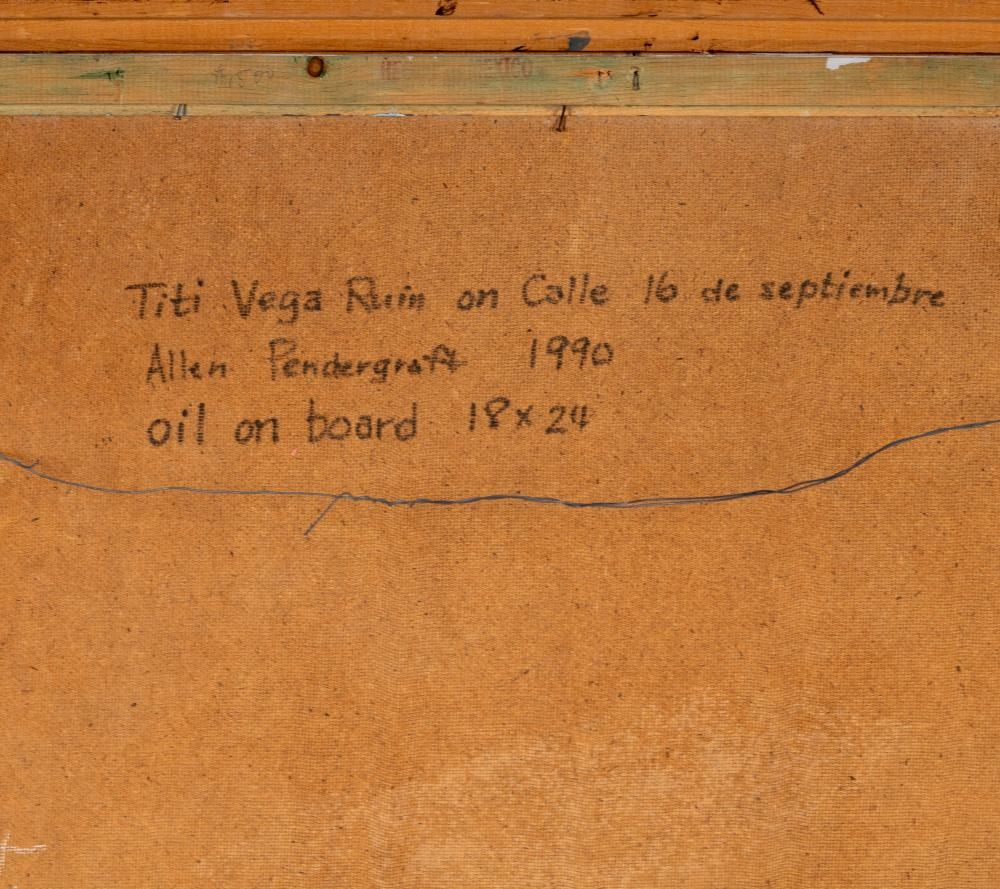 Titi Vega Ruin on Calle 16 de septiembre
Allen Pendergraft 1990
oil on board 18x24